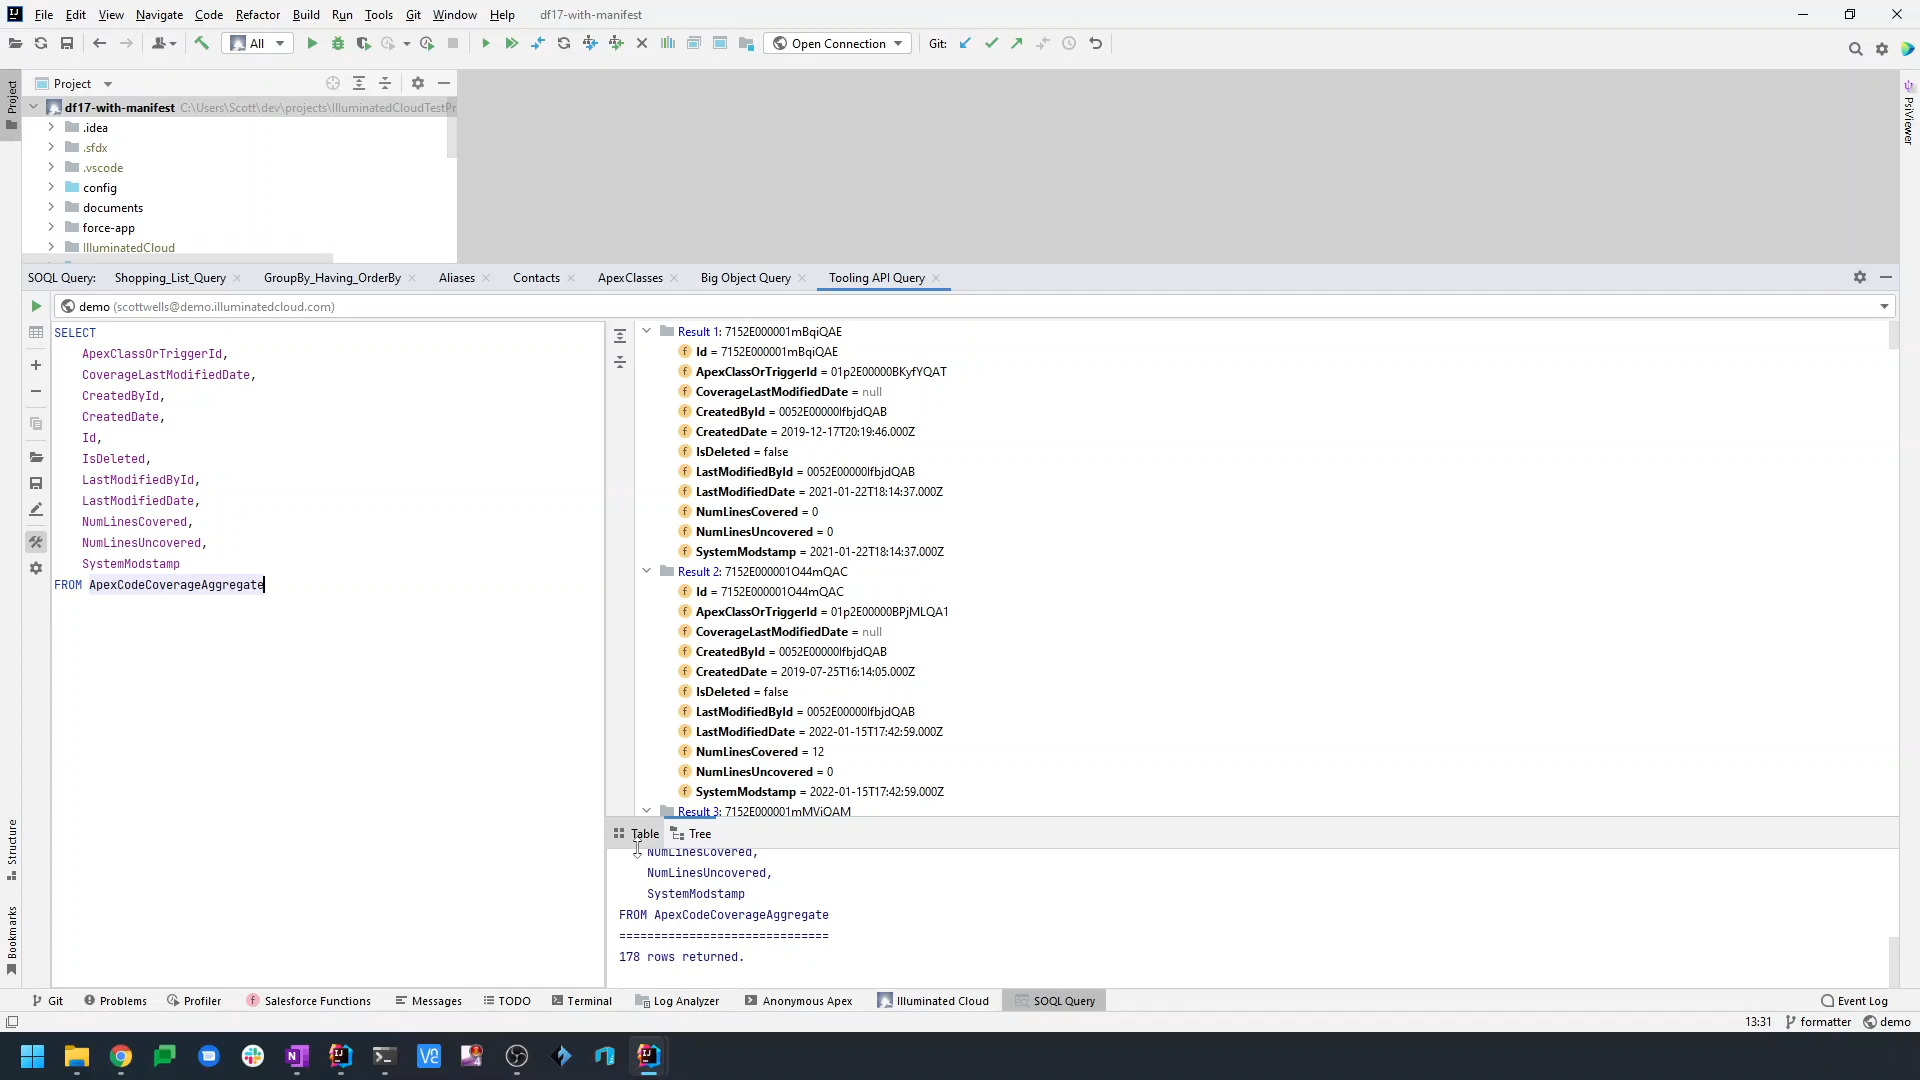 File Edit View Navigate Code Refactor Build Run Tools Git Window Help df17-with-manifest
All Open Connection Git:
Project
Project
df17-with-manifest C:\Users\Scott\dev\projects\IlluminatedCloudTestPr
.idea
.sfdx
.vscode
config
documents
force-app
IlluminatedCloud
PsiViewer
SOQL Query: Shopping_List_Query GroupBy_Having_OrderBy Aliases Contacts ApexClasses Big Object Query Tooling API Query
demo (scottwells@demo.illuminatedcloud.com)
SELECT
ApexClassOrTriggerId,
CoverageLastModifiedDate,
CreatedById,
CreatedDate,
Id,
IsDeleted,
LastModifiedById,
LastModifiedDate,
NumLinesCovered,
NumLinesUncovered,
SystemModstamp
FROM ApexCodeCoverageAggregate
Result 1: 7152E000001mBqiQAE
Id = 7152E000001mBqiQAE
ApexClassOrTriggerId = 01p2E00000BKyfYQAT
CoverageLastModifiedDate = null
CreatedById = 0052E00000IfbjdQAB
CreatedDate = 2019-12-17T20:19:46.000Z
IsDeleted = false
LastModifiedById = 0052E00000IfbjdQAB
LastModifiedDate = 2021-01-22T18:14:37.000Z
NumLinesCovered = 0
NumLinesUncovered = 0
SystemModstamp = 2021-01-22T18:14:37.000Z
Result 2: 7152E000001O44mQAC
Id = 7152E000001O44mQAC
ApexClassOrTriggerId = 01p2E00000BPjMLQA1
CoverageLastModifiedDate = null
CreatedById = 0052E00000IfbjdQAB
CreatedDate = 2019-07-25T16:14:05.000Z
IsDeleted = false
LastModifiedById = 0052E00000IfbjdQAB
LastModifiedDate = 2022-01-15T17:42:59.000Z
NumLinesCovered = 12
NumLinesUncovered = 0
SystemModstamp = 2022-01-15T17:42:59.000Z
Result 3: 7152E000001mMViQAM
Table Tree
NumLinesCovered,
NumLinesUncovered,
SystemModstamp
FROM ApexCodeCoverageAggregate
==============================
178 rows returned.
Structure
Bookmarks
Git Problems Profiler Salesforce Functions Messages TODO Terminal Log Analyzer Anonymous Apex Illuminated Cloud SOQL Query Event Log
13:31 formatter demo